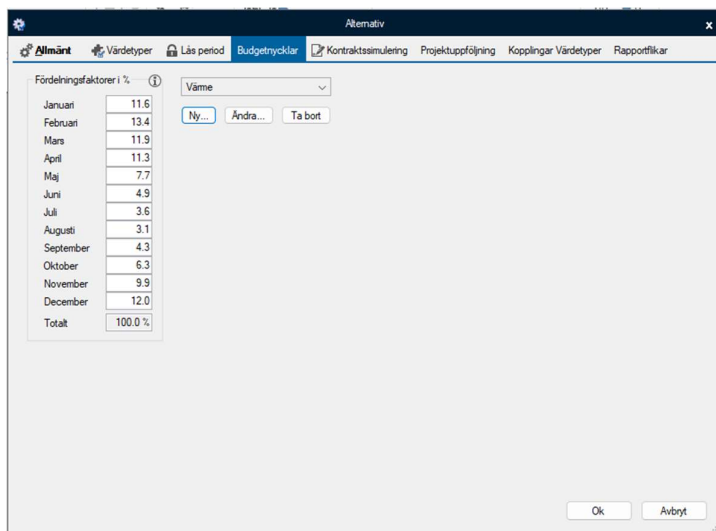 Alternativ
x
Allmänt Värdetyper Lås period Budgetnycklar Kontraktssimulering Projektuppföljning Kopplingar Värdetyper Rapportflikar
Fördelningsfaktorer i %
Värme
Ny... Ändra... Ta bort
Januari 11.6
Februari 13.4
Mars 11.9
April 11.3
Maj 7.7
Juni 4.9
Juli 3.6
Augusti 3.1
September 4.3
Oktober 6.3
November 9.9
December 12.0
Totalt 100.0 %
Ok Avbryt